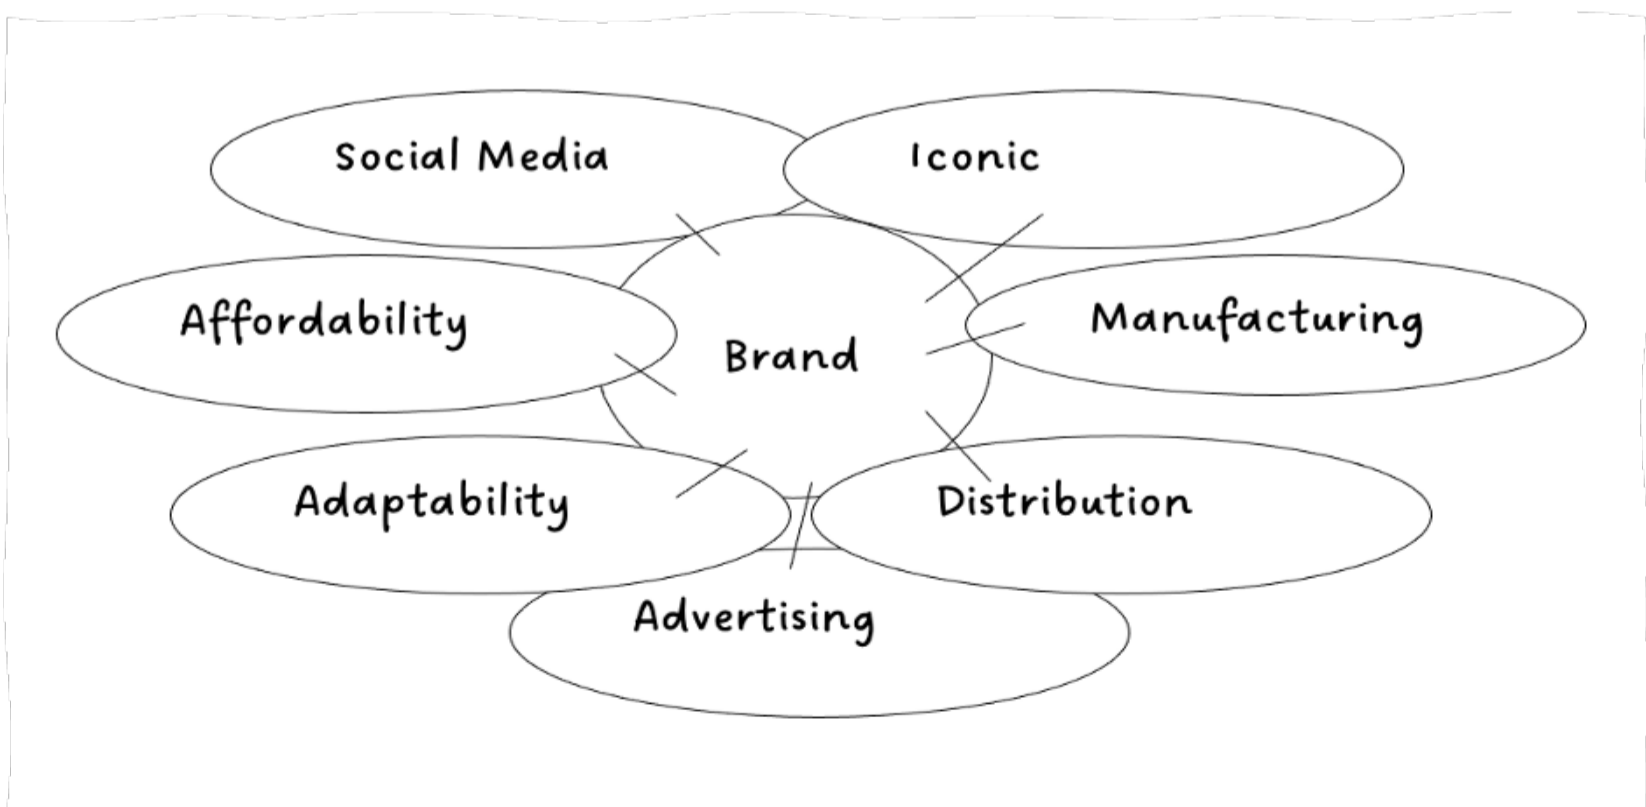 Social Media
Iconic
Affordability
Manufacturing
Brand
Adaptability
Distribution
Advertising